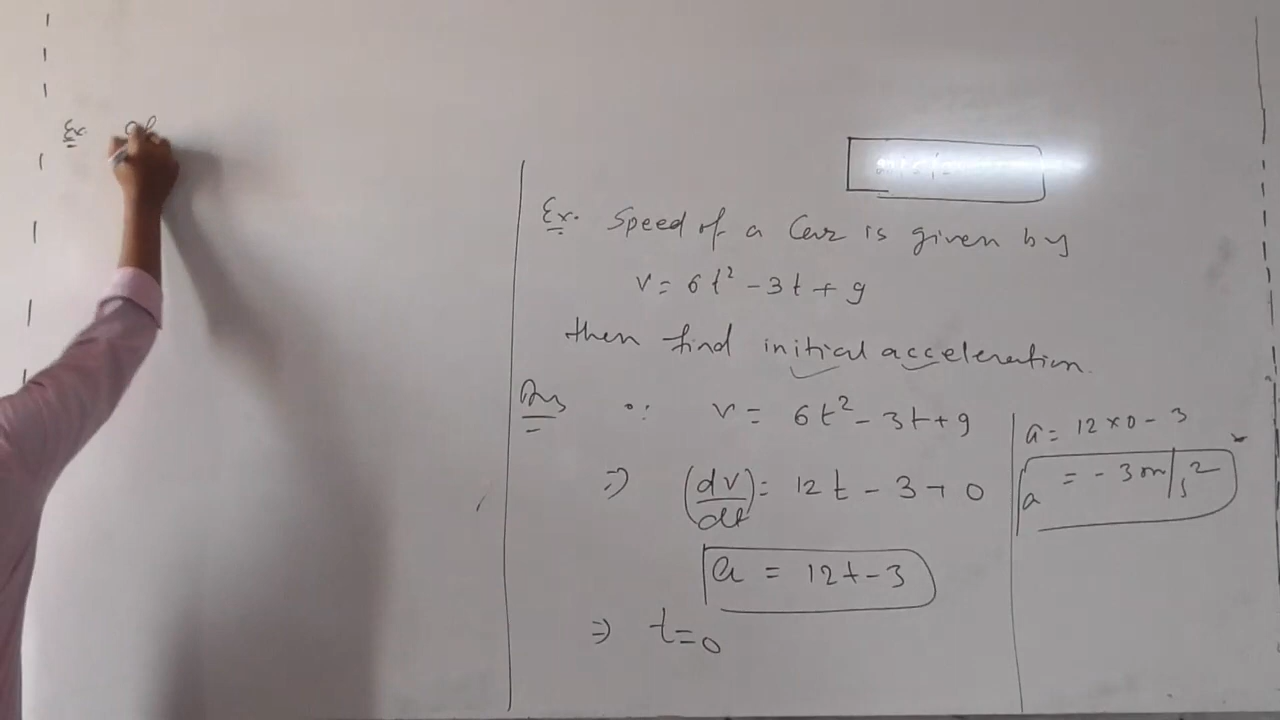 Ex.
Ex. Speed of a Car is given by
v = 6t² - 3t + 9
then find initial acceleration.
Ans ∵ v = 6t² - 3t + 9
⇒ (dv/dt) = 12t - 3 + 0
a = 12t - 3
⇒ t = 0
a = 12 × 0 - 3
a = -3 m/s²